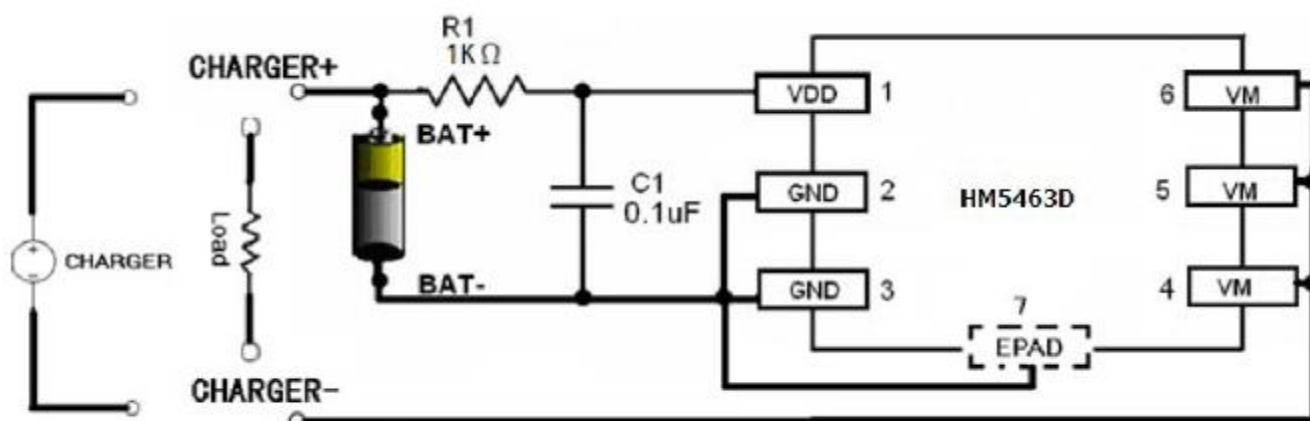 R1
1KΩ
CHARGER+
VDD
1
6
VM
BAT+
C1
0.1uF
GND
2
HM5463D
5
VM
Load
+
-
CHARGER
BAT-
GND
3
4
VM
7
EPAD
CHARGER-